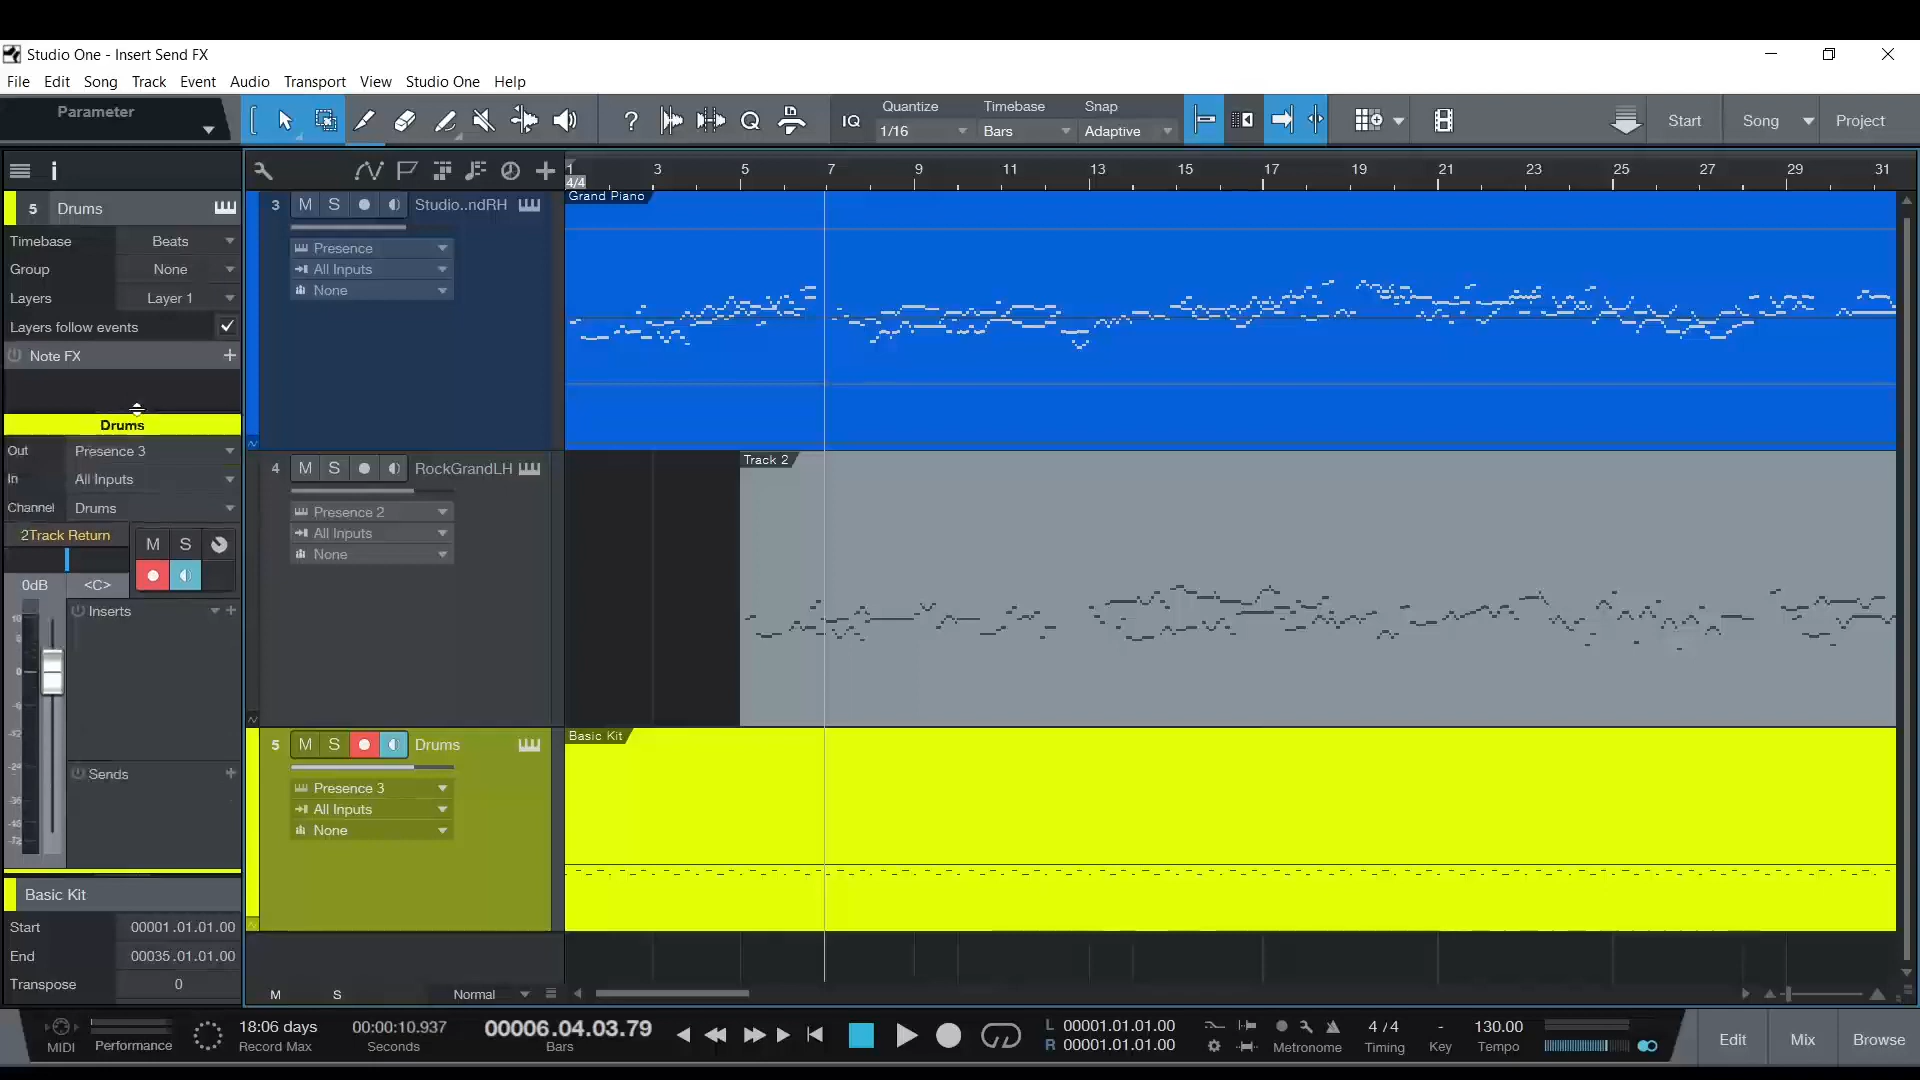 Studio One - Insert Send FX
File Edit Song Track Event Audio Transport View Studio One Help
Parameter
? Q IQ
Quantize Timebase Snap
1/16 Bars Adaptive
Start Song Project
i
1 3 5 7 9 11 13 15 17 19 21 23 25 27 29 31
4/4
5 Drums
Timebase Beats
Group None
Layers Layer 1
Layers follow events
Note FX
Drums
Out Presence 3
In All Inputs
Channel Drums
2Track Return M S
0dB <C>
Inserts
Sends
Basic Kit
Start 00001.01.01.00
End 00035.01.01.00
Transpose 0
3 M S Studio..ndRH
Presence
All Inputs
None
Grand Piano
4 M S RockGrandLH
Presence 2
All Inputs
None
Track 2
5 M S Drums
Presence 3
All Inputs
None
Basic Kit
M S Normal
MIDI
Performance
18:06 days
Record Max
00:00:10.937
Seconds
00006.04.03.79
Bars
L 00001.01.01.00
R 00001.01.01.00
Metronome
4 / 4
Timing
-
Key
130.00
Tempo
Edit Mix Browse